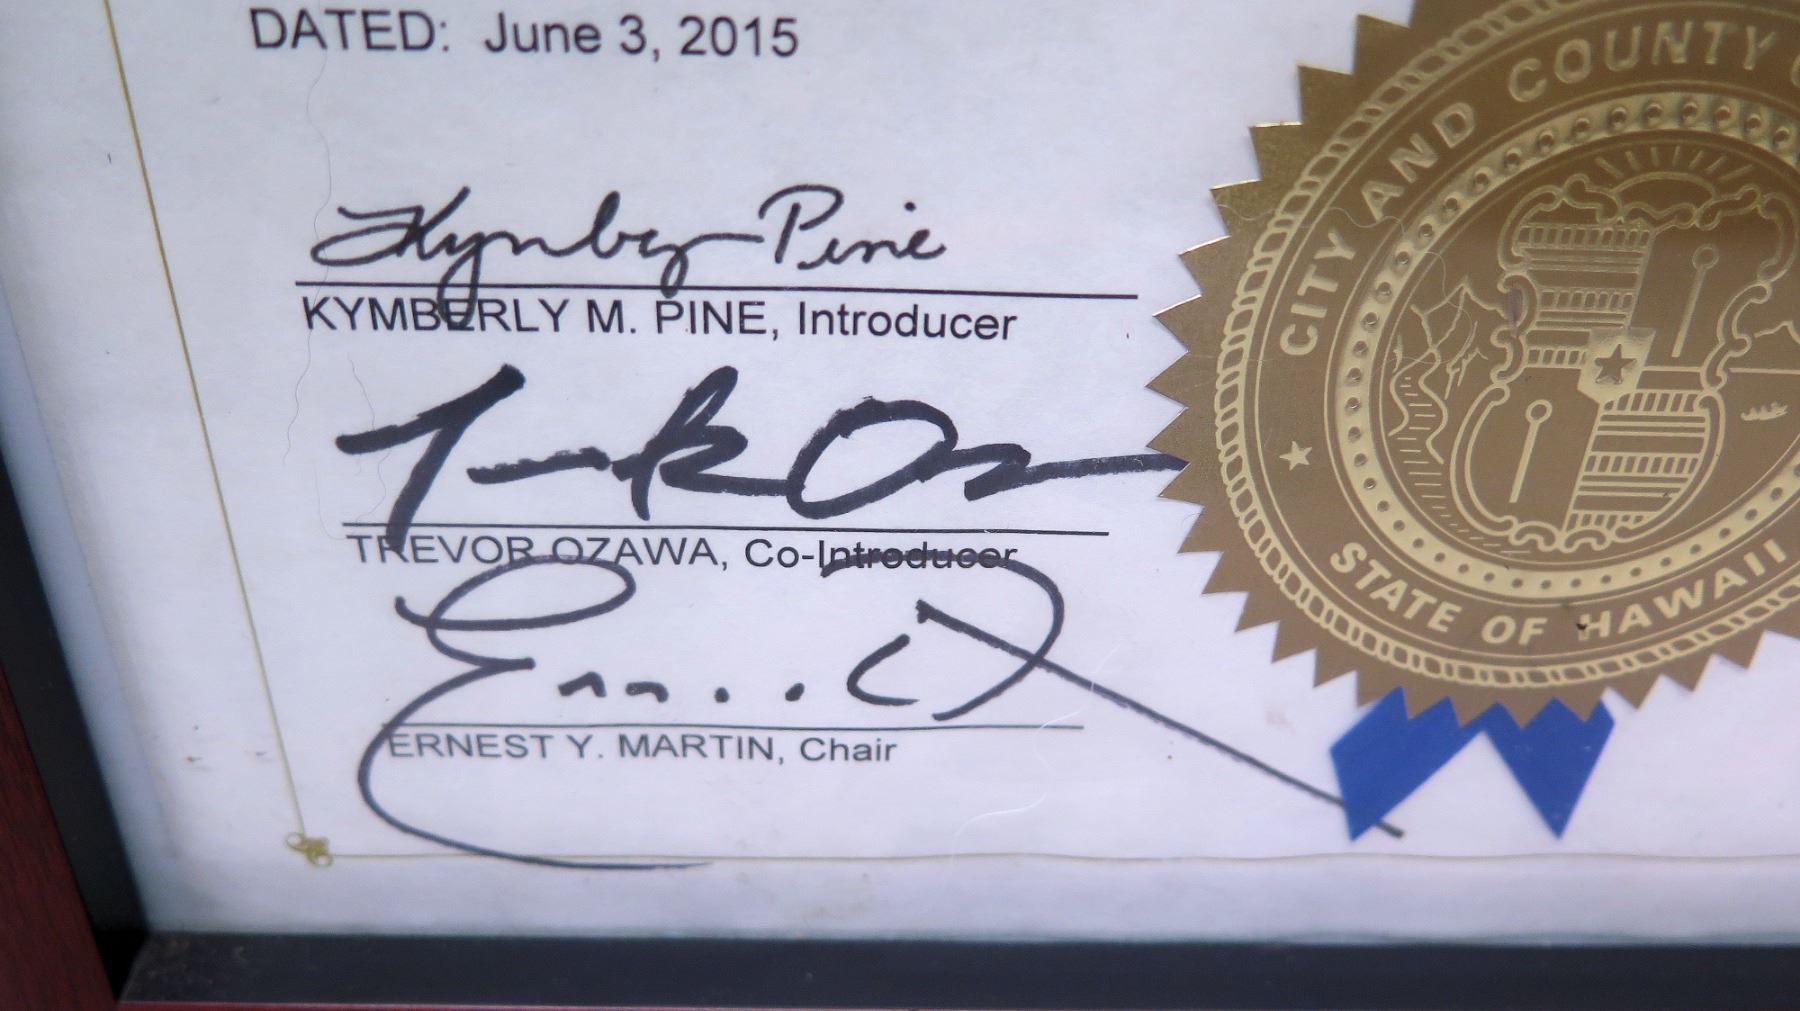 DATED: June 3, 2015
Kymberly Pine
KYMBERLY M. PINE, Introducer
TREVOR OZAWA, Co-Introducer
ERNEST Y. MARTIN, Chair
CITY AND COUNTY
STATE OF HAWAII